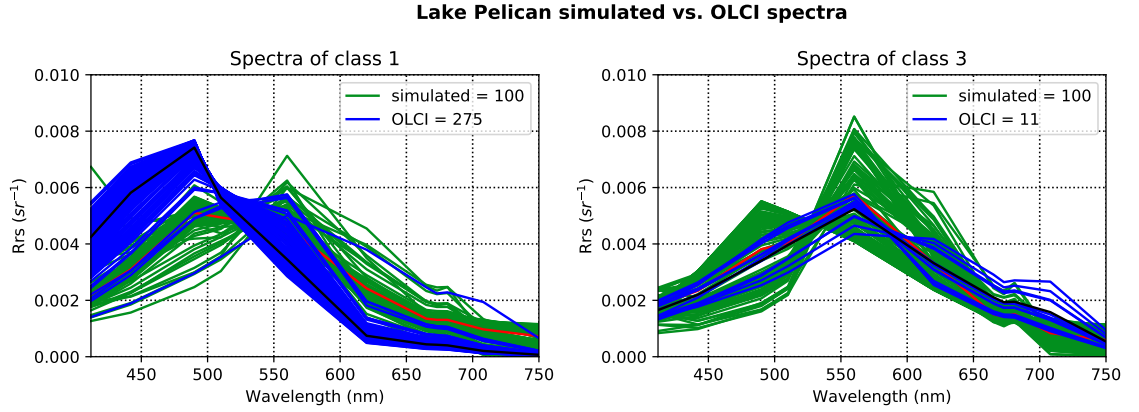 Lake Pelican simulated vs. OLCI spectra
Spectra of class 1
simulated = 100
OLCI = 275
0.010
0.008
0.006
0.004
0.002
0.000
Rrs (sr⁻¹)
450
500
550
600
650
700
750
Wavelength (nm)
Spectra of class 3
simulated = 100
OLCI = 11
0.010
0.008
0.006
0.004
0.002
0.000
Rrs (sr⁻¹)
450
500
550
600
650
700
750
Wavelength (nm)